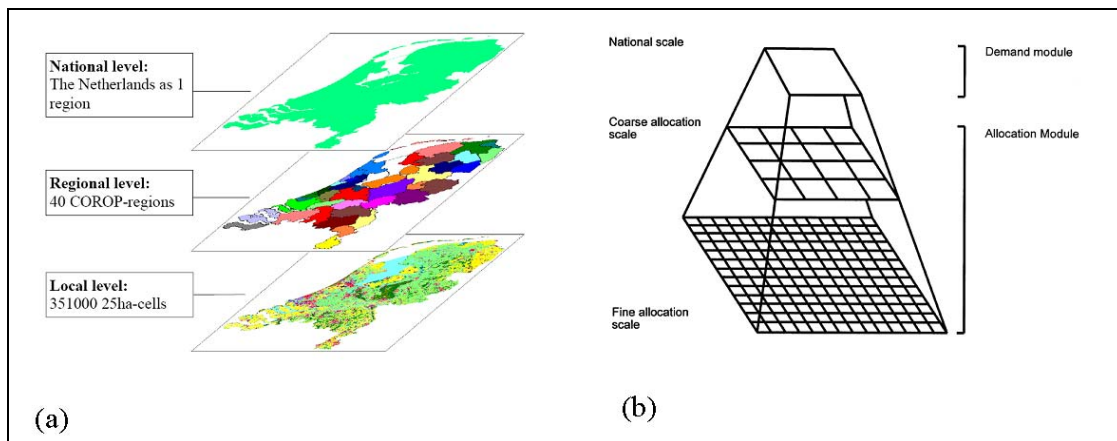 National level:
The Netherlands as 1
region
Regional level:
40 COROP-regions
Local level:
351000 25ha-cells
(a)
National scale
Demand module
Coarse allocation
scale
Allocation Module
Fine allocation
scale
(b)